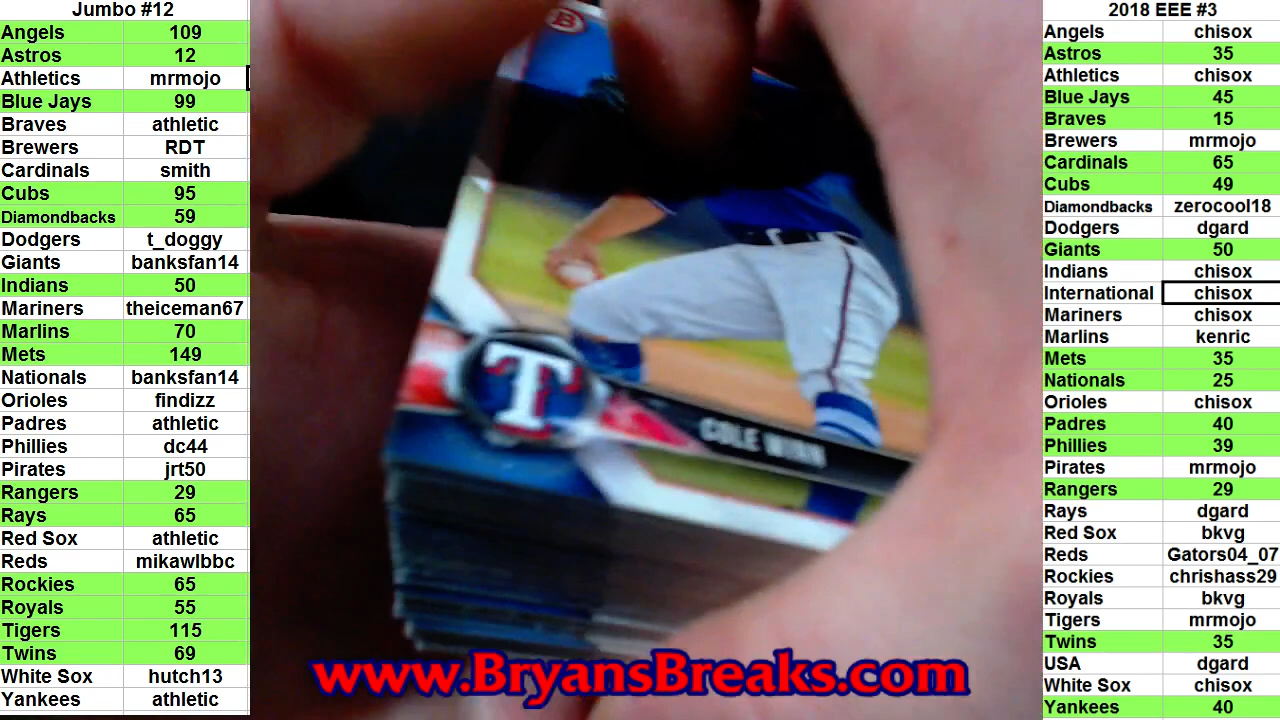 Jumbo #12
Angels 109
Astros 12
Athletics mrmojo
Blue Jays 99
Braves athletic
Brewers RDT
Cardinals smith
Cubs 95
Diamondbacks 59
Dodgers t_doggy
Giants banksfan14
Indians 50
Mariners theiceman67
Marlins 70
Mets 149
Nationals banksfan14
Orioles findizz
Padres athletic
Phillies dc44
Pirates jrt50
Rangers 29
Rays 65
Red Sox athletic
Reds mikawlbbc
Rockies 65
Royals 55
Tigers 115
Twins 69
White Sox hutch13
Yankees athletic
B
T
COLE WINN
www.BryansBreaks.com
2018 EEE #3
Angels chisox
Astros 35
Athletics chisox
Blue Jays 45
Braves 15
Brewers mrmojo
Cardinals 65
Cubs 49
Diamondbacks zerocool18
Dodgers dgard
Giants 50
Indians chisox
International chisox
Mariners chisox
Marlins kenric
Mets 35
Nationals 25
Orioles chisox
Padres 40
Phillies 39
Pirates mrmojo
Rangers 29
Rays dgard
Red Sox bkvg
Reds Gators04_07
Rockies chrishass29
Royals bkvg
Tigers mrmojo
Twins 35
USA dgard
White Sox chisox
Yankees 40